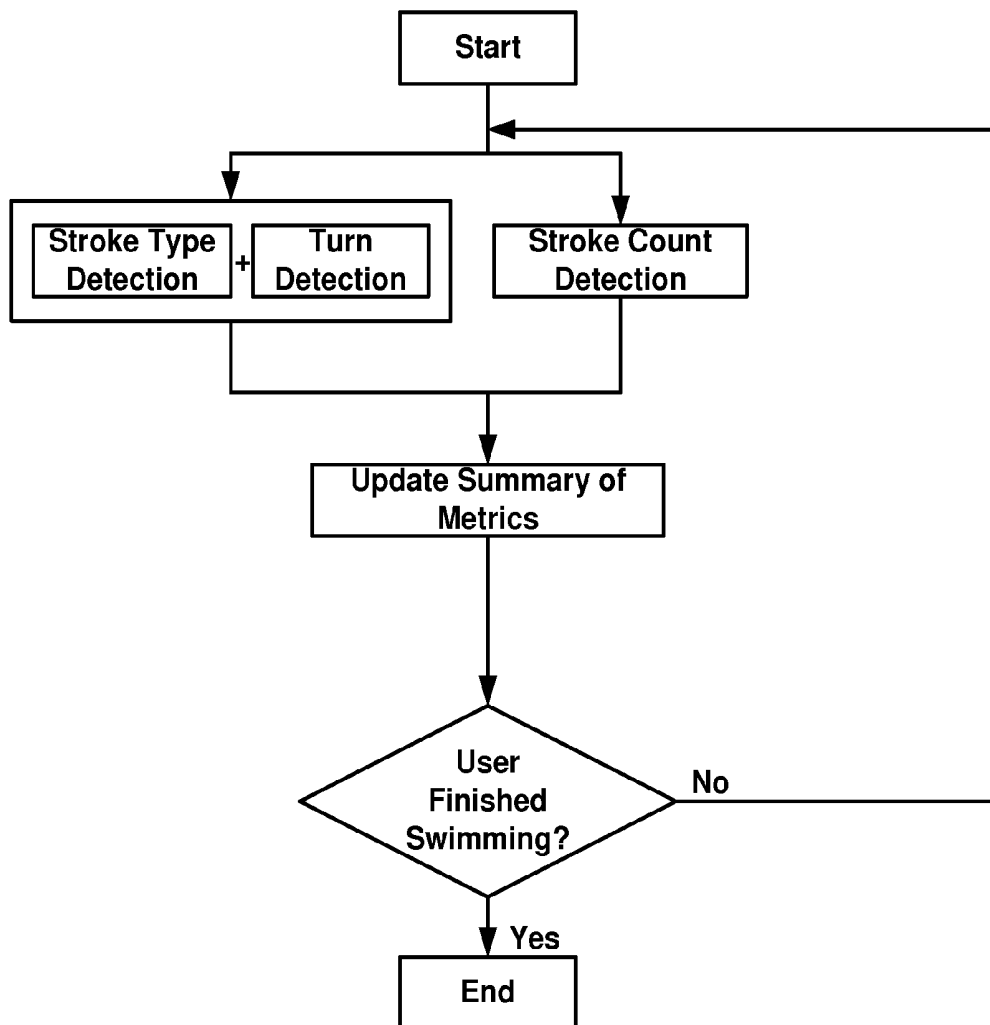 Start
Stroke Type
Detection
+
Turn
Detection
Stroke Count
Detection
Update Summary of
Metrics
User
Finished
Swimming?
No
Yes
End